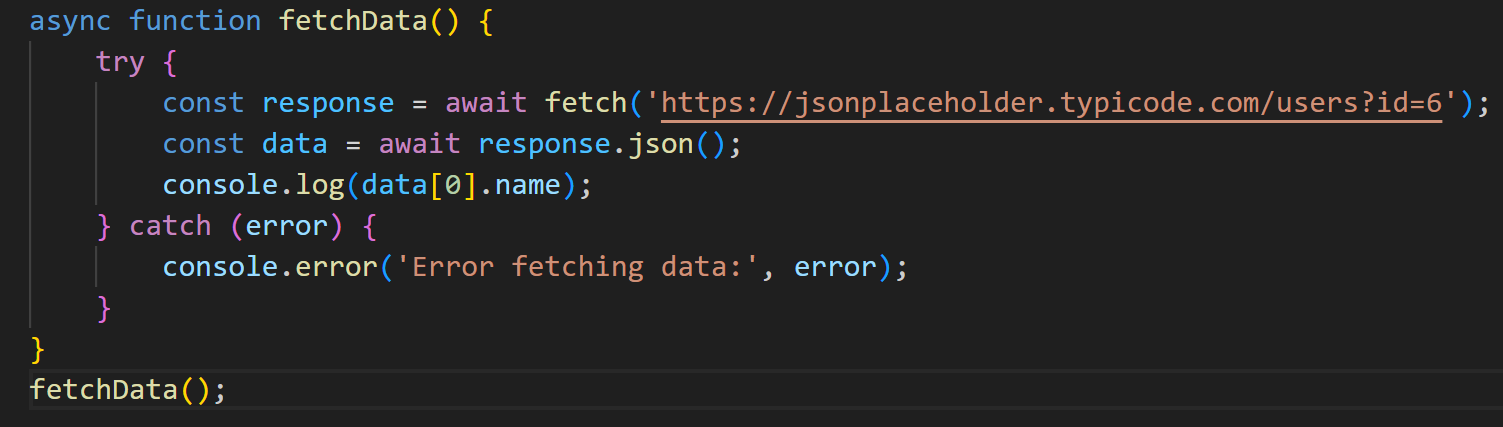 async function fetchData() {
    try {
        const response = await fetch('https://jsonplaceholder.typicode.com/users?id=6');
        const data = await response.json();
        console.log(data[0].name);
    } catch (error) {
        console.error('Error fetching data:', error);
    }
}
fetchData();